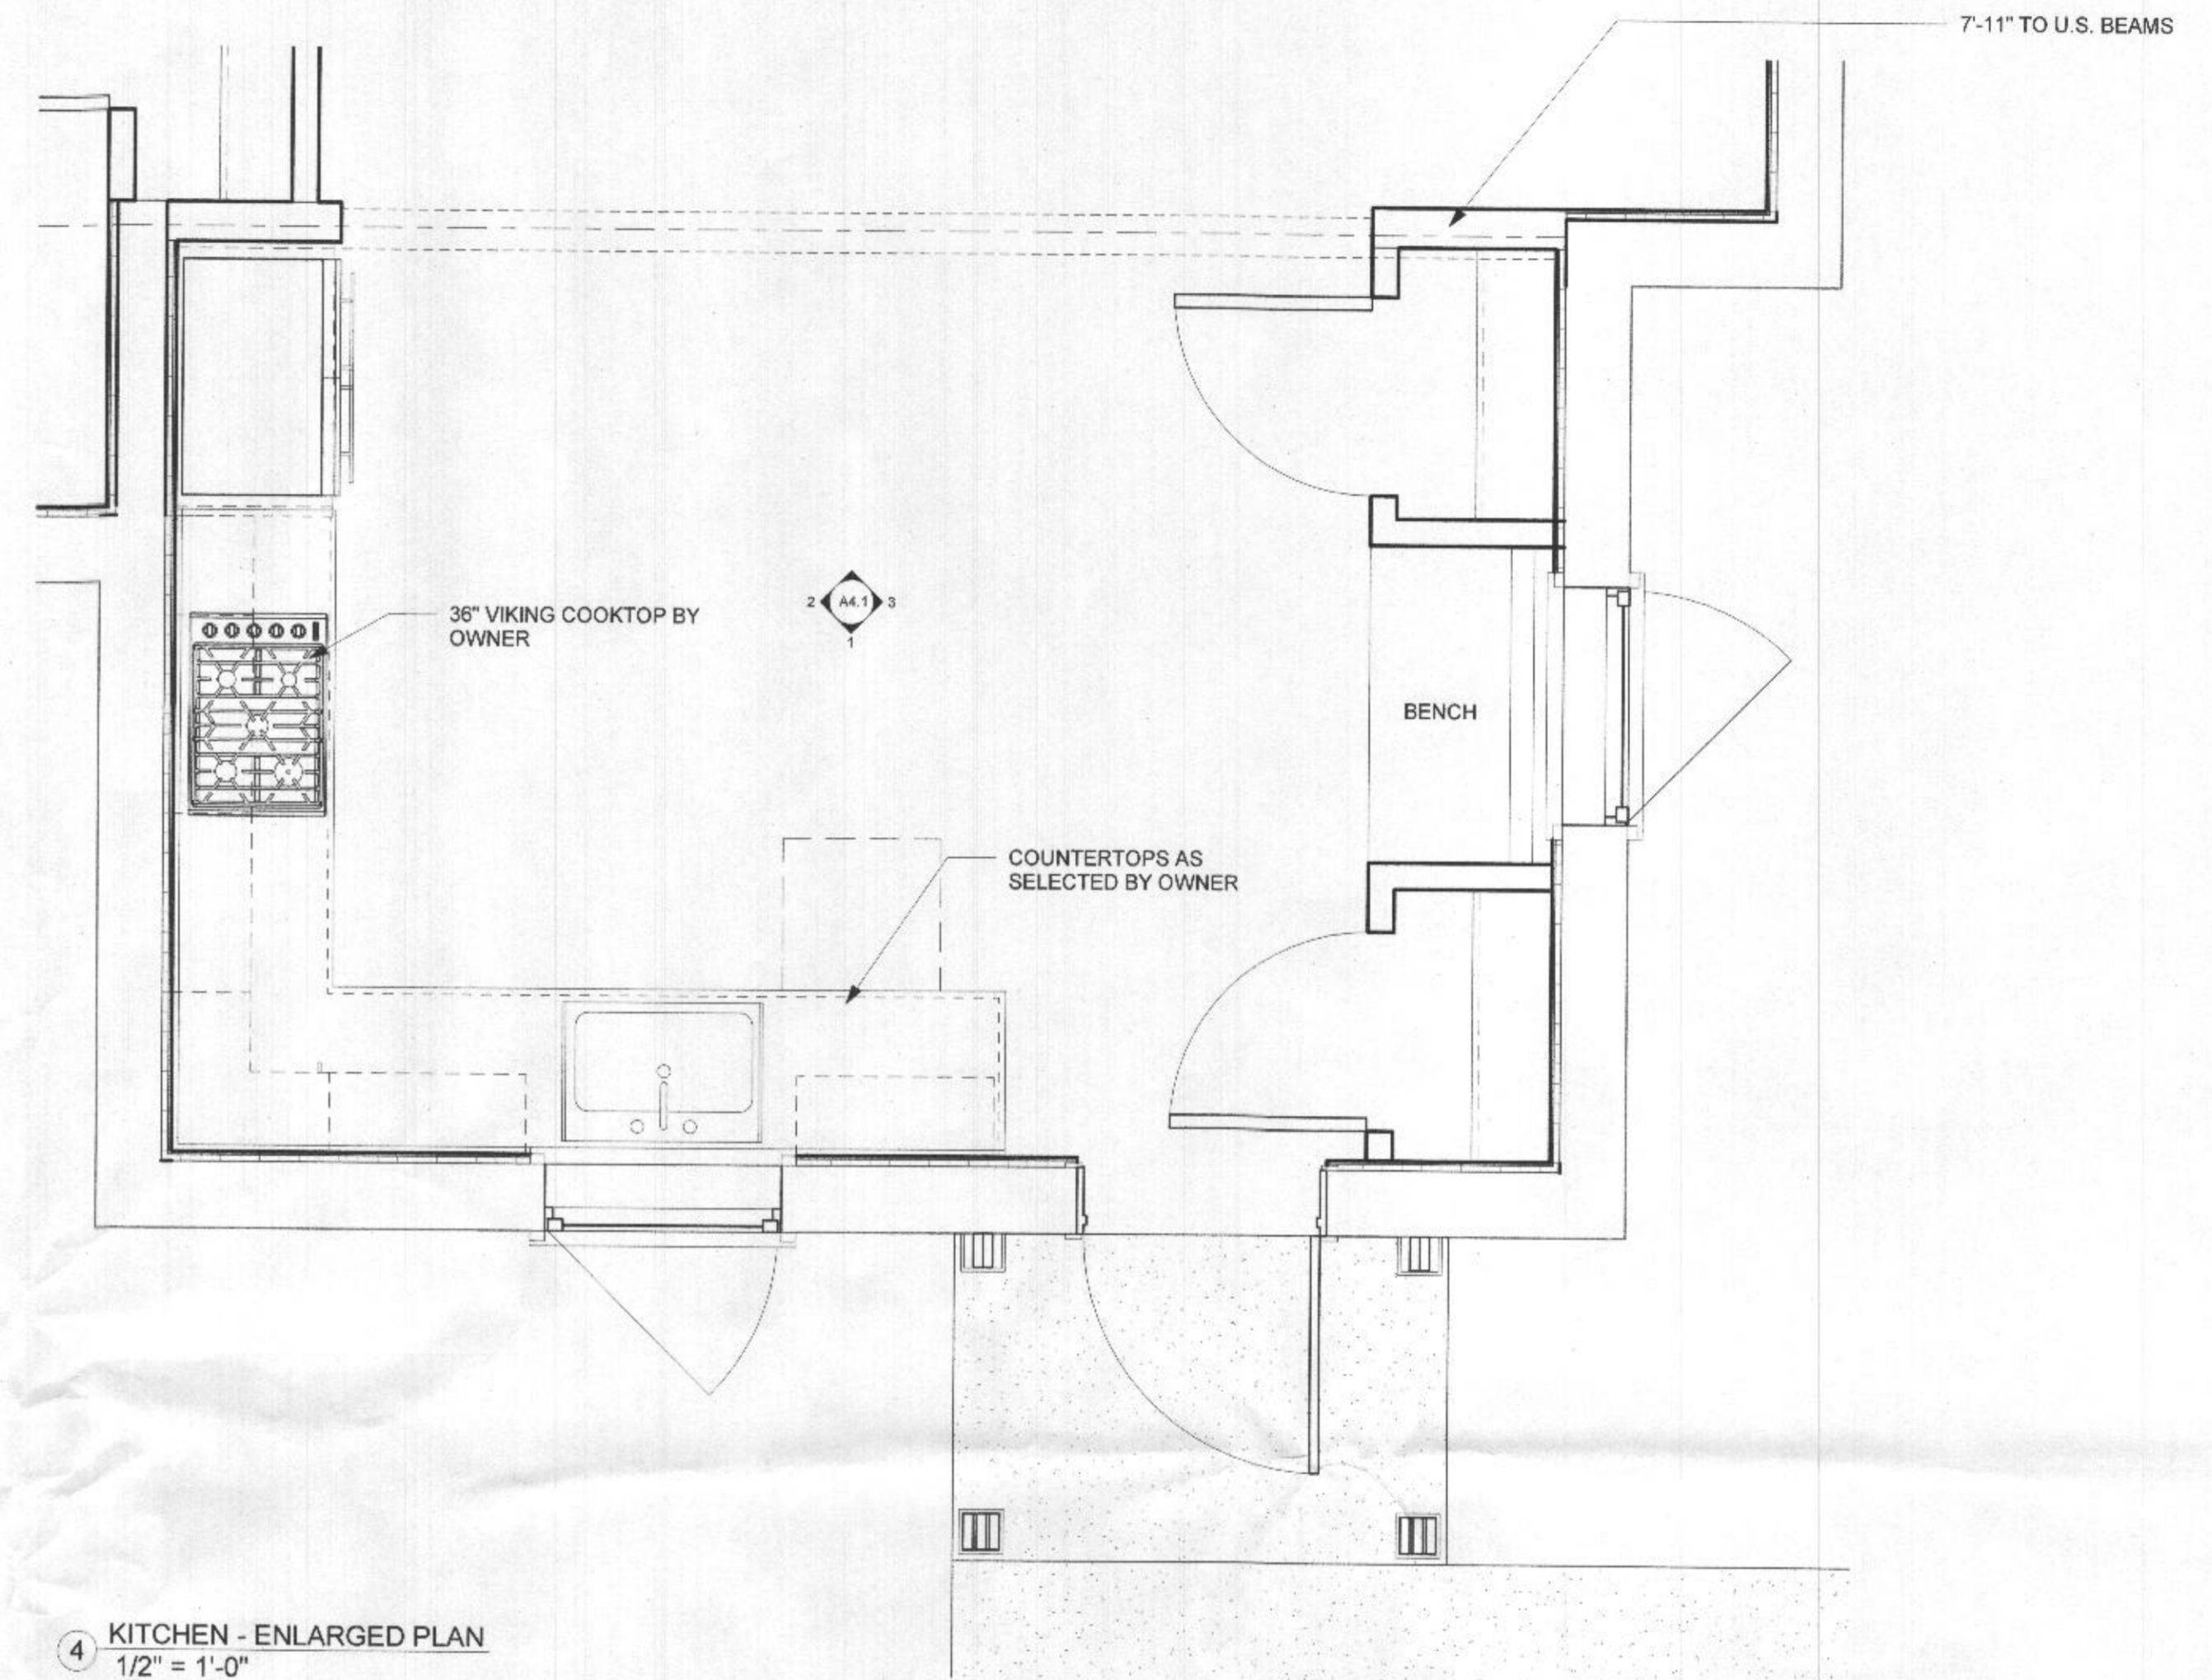 7'-11" TO U.S. BEAMS
36" VIKING COOKTOP BY
OWNER
2 A4.1 3
1
BENCH
COUNTERTOPS AS
SELECTED BY OWNER
4 KITCHEN - ENLARGED PLAN
1/2" = 1'-0"